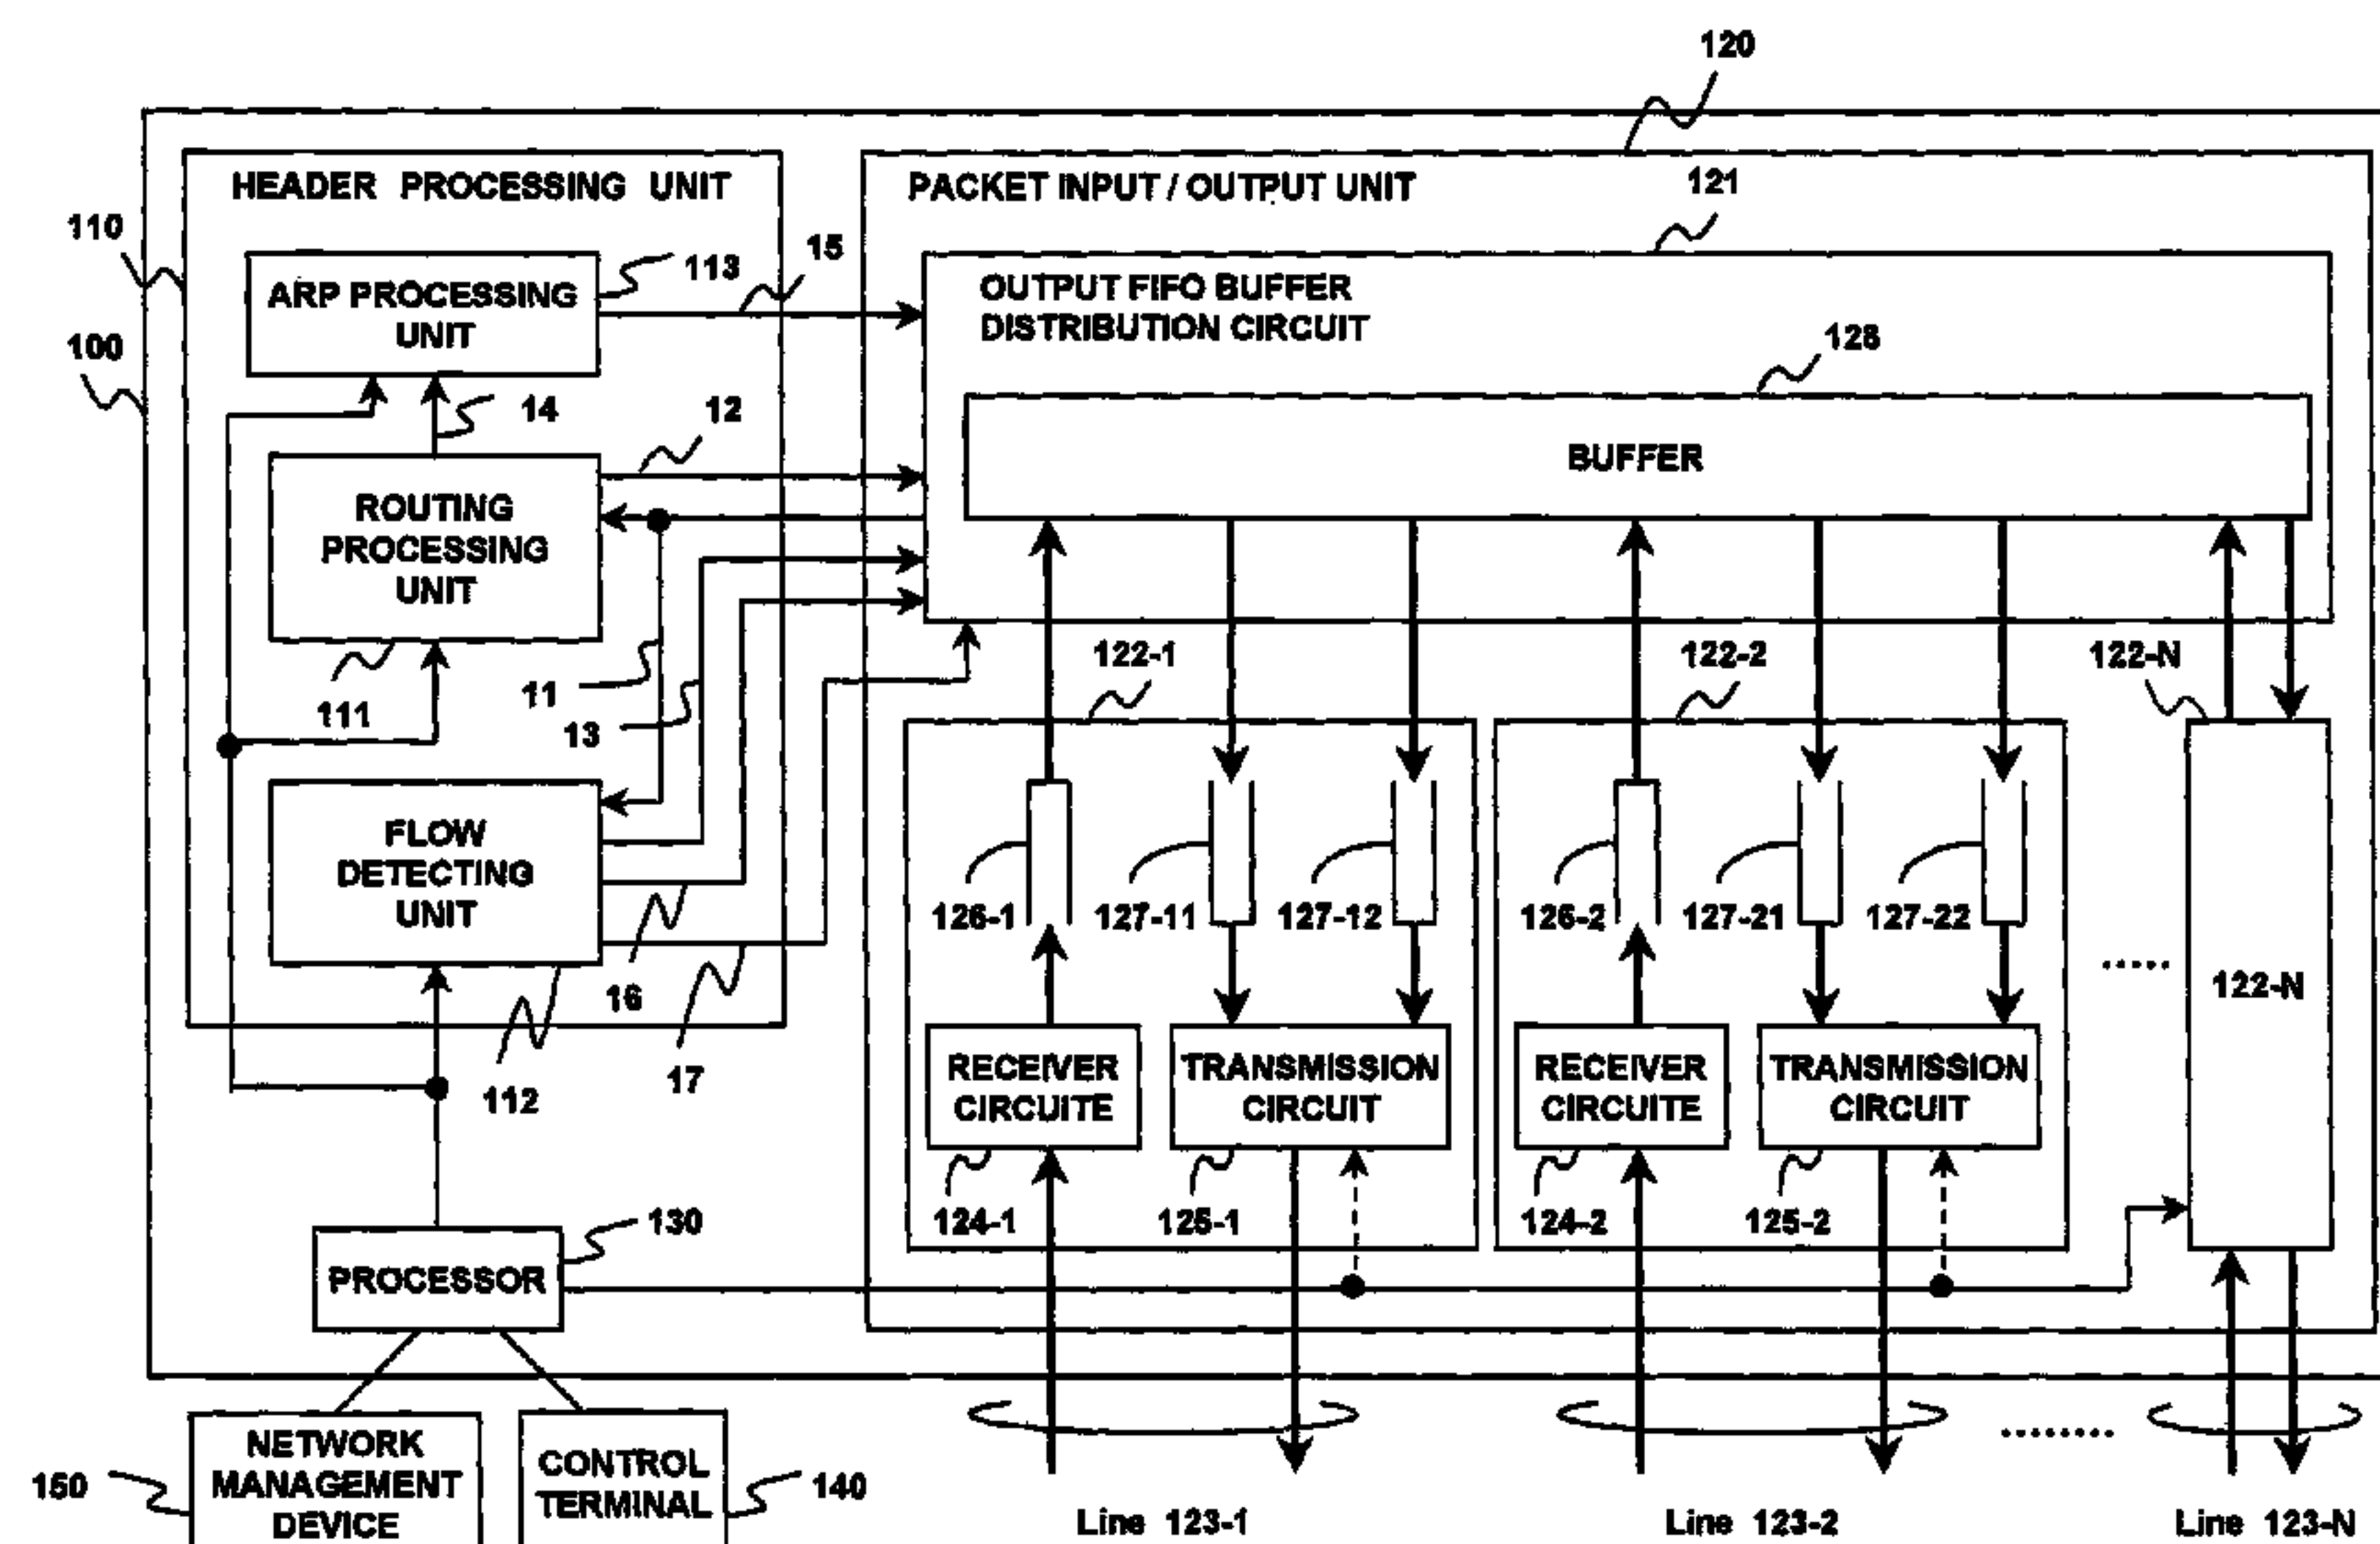 120
HEADER PROCESSING UNIT
PACKET INPUT / OUTPUT UNIT
121
110
ARP PROCESSING
UNIT
113
15
OUTPUT FIFO BUFFER
DISTRIBUTION CIRCUIT
128
100
14
12
BUFFER
ROUTING
PROCESSING
UNIT
111
11
13
122-1
122-2
122-N
FLOW
DETECTING
UNIT
126-1
127-11
127-12
126-2
127-21
127-22
.....
122-N
16
17
112
RECEIVER
CIRCUITE
TRANSMISSION
CIRCUIT
RECEIVER
CIRCUITE
TRANSMISSION
CIRCUIT
124-1
125-1
124-2
125-2
130
PROCESSOR
150
NETWORK
MANAGEMENT
DEVICE
CONTROL
TERMINAL
140
........
Line 123-1
Line 123-2
Line 123-N